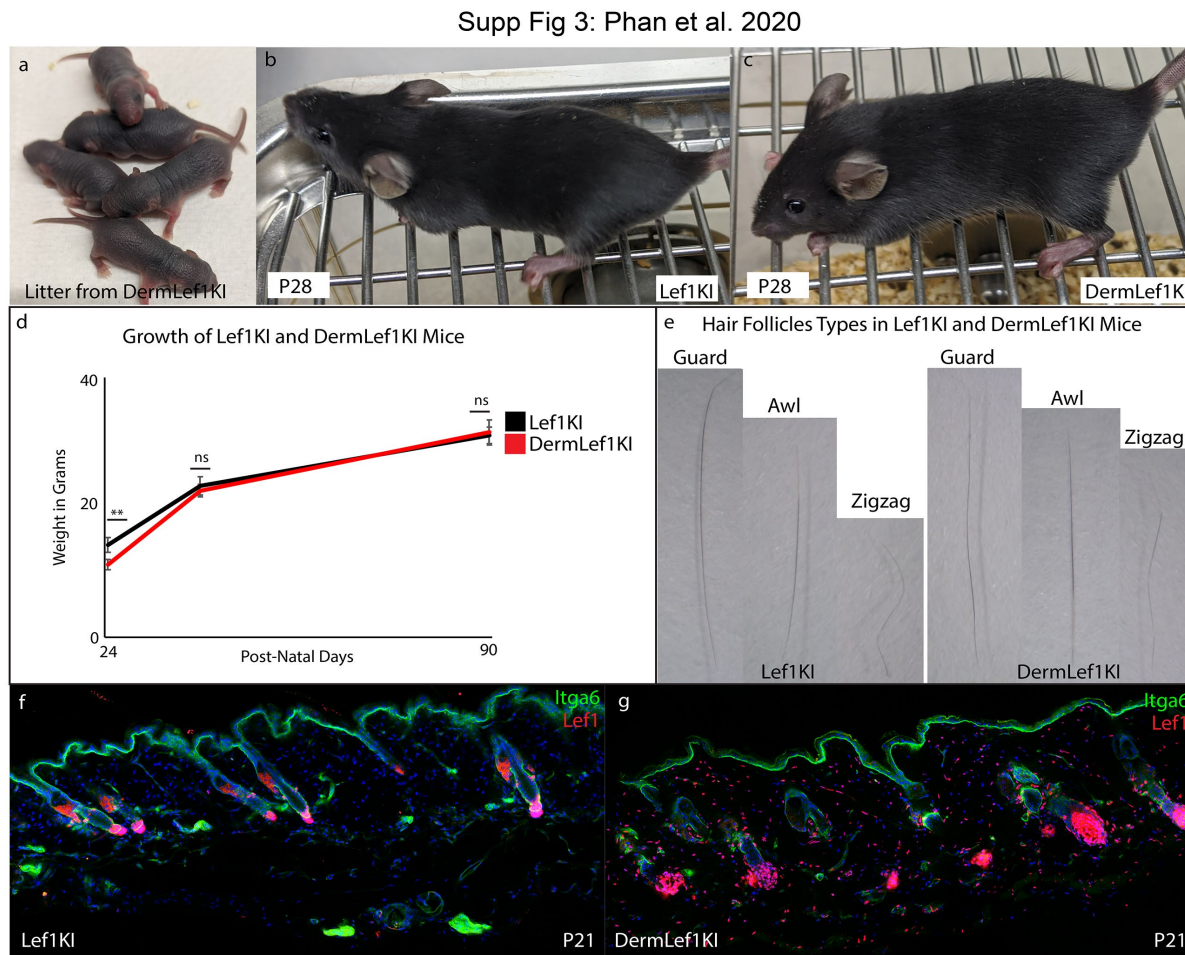 Supp Fig 3: Phan et al. 2020
a
Litter from DermLef1KI
b
P28
Lef1KI
c
P28
DermLef1K
d
Growth of Lef1KI and DermLef1KI Mice
40
20
0
Weight in Grams
**
ns
ns
Lef1KI
DermLef1KI
24
Post-Natal Days
90
e
Hair Follicles Types in Lef1KI and DermLef1KI Mice
Guard
Awl
Zigzag
Lef1KI
Guard
Awl
Zigzag
DermLef1KI
f
Itga6
Lef1
Lef1KI
P21
g
Itga6
Lef1
DermLef1KI
P21